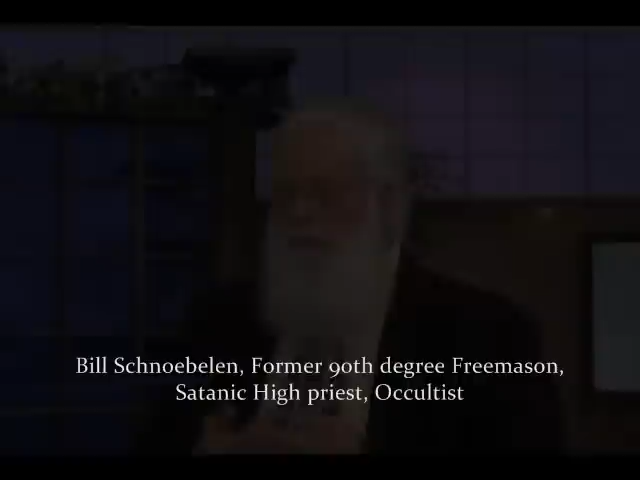 Bill Schnoebelen, Former 90th degree Freemason,
Satanic High priest, Occultist